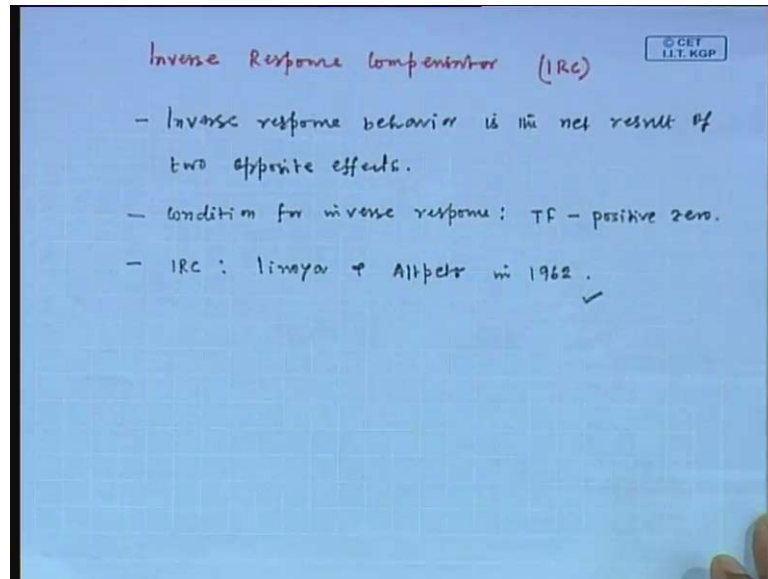 Inverse Response Compensator (IRC)
© CET
I.I.T. KGP
- Inverse response behavior is the net result of
two opposite effects.
- Condition for inverse response: TF - positive zero.
- IRC : Iinoya & Altpeter in 1962.